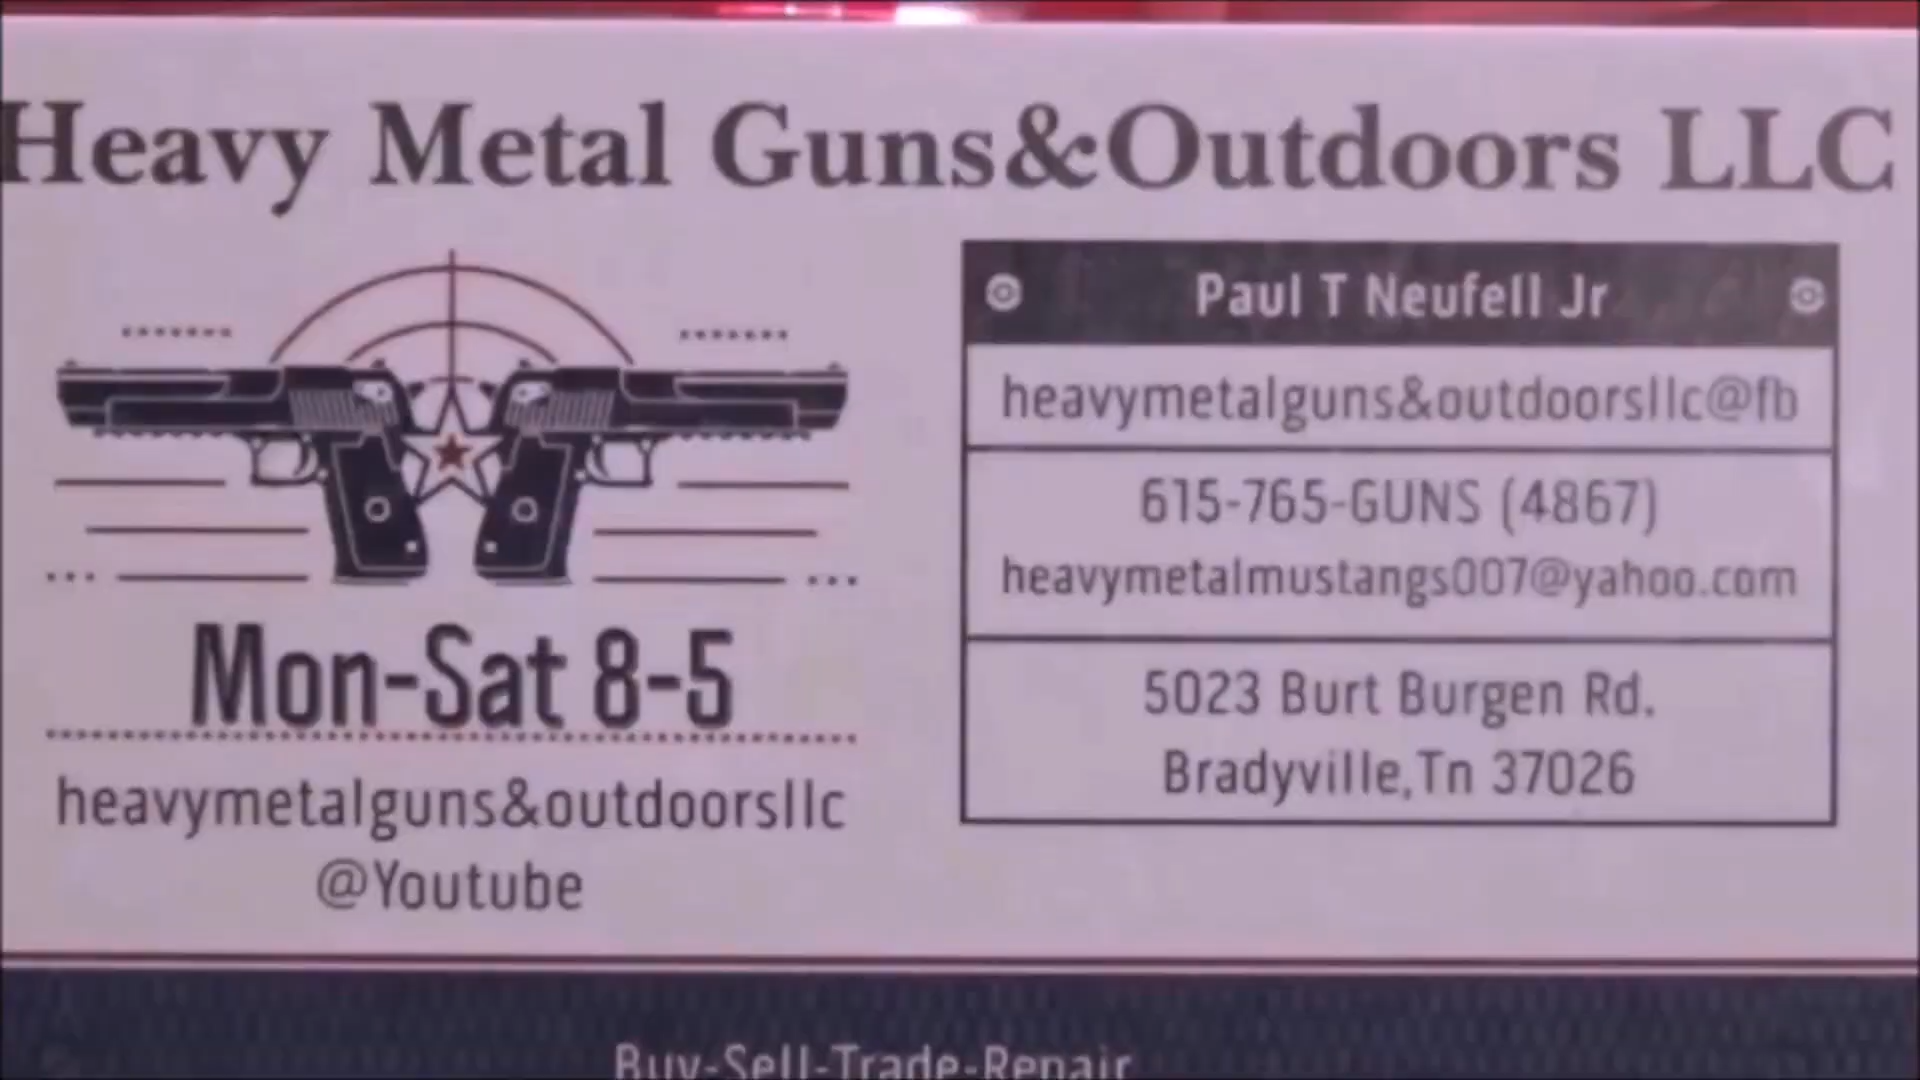 Heavy Metal Guns&Outdoors LLC
Mon-Sat 8-5
heavymetalguns&outdoorsllc
@Youtube
Paul T Neufell Jr
heavymetalguns&outdoorsllc@fb
615-765-GUNS (4867)
heavymetalmustangs007@yahoo.com
5023 Burt Burgen Rd.
Bradyville,Tn 37026
Buy-Sell-Trade-Repair